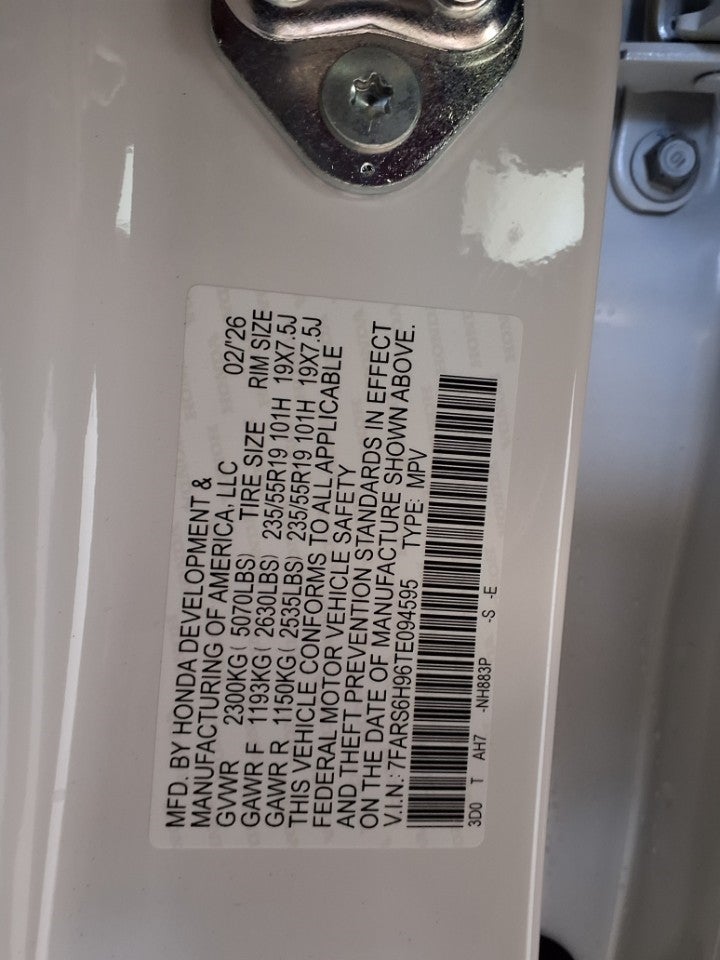 MFD. BY HONDA DEVELOPMENT &
MANUFACTURING OF AMERICA, LLC 02/'26
GVWR 2300KG( 5070LBS) TIRE SIZE RIM SIZE
GAWR F 1193KG( 2630LBS) 235/55R19 101H 19X7.5J
GAWR R 1150KG( 2535LBS) 235/55R19 101H 19X7.5J
THIS VEHICLE CONFORMS TO ALL APPLICABLE
FEDERAL MOTOR VEHICLE SAFETY
AND THEFT PREVENTION STANDARDS IN EFFECT
ON THE DATE OF MANUFACTURE SHOWN ABOVE.
V.I.N.: 7FARS6H96TE094595 TYPE: MPV
3D0 T AH7 -NH883P -S -E